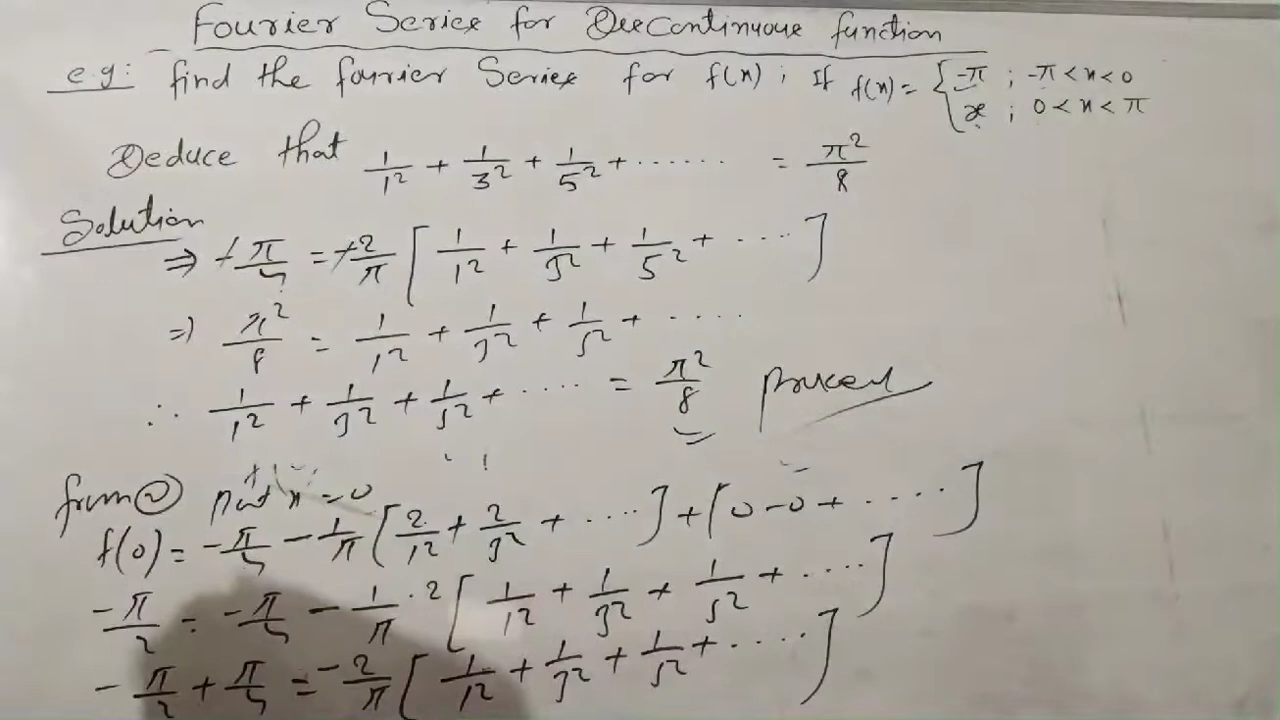 Fourier Series for Discontinuous function
e.g: find the fourier Series for f(x) ; If f(x) = { -π ; -π < x < 0
x ; 0 < x < π
Deduce that 1/1² + 1/3² + 1/5² + ...... = π²/8
Solution
⇒ +π/4 = +2/π [ 1/1² + 1/3² + 1/5² + .... ]
⇒ π²/8 = 1/1² + 1/3² + 1/5² + ....
∴ 1/1² + 1/3² + 1/5² + .... = π²/8 proved
from ② put x = 0
f(0) = -π/4 - 1/π [ 2/1² + 2/3² + .... ] + [ 0 - 0 + .... ]
-π/2 = -π/4 - 1/π . 2 [ 1/1² + 1/3² + 1/5² + .... ]
-π/2 + π/4 = -2/π [ 1/1² + 1/3² + 1/5² + .... ]